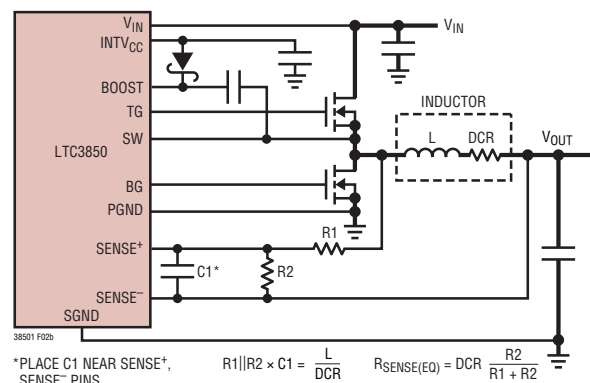 V_IN
INTV_CC
BOOST
TG
SW
LTC3850
BG
PGND
SENSE⁺
SENSE⁻
SGND
V_IN
INDUCTOR
L DCR
V_OUT
R1
C1*
R2
38501 F02b
*PLACE C1 NEAR SENSE⁺,
SENSE⁻ PINS
R1||R2 × C1 = L / DCR
R_SENSE(EQ) = DCR R2 / R1 + R2